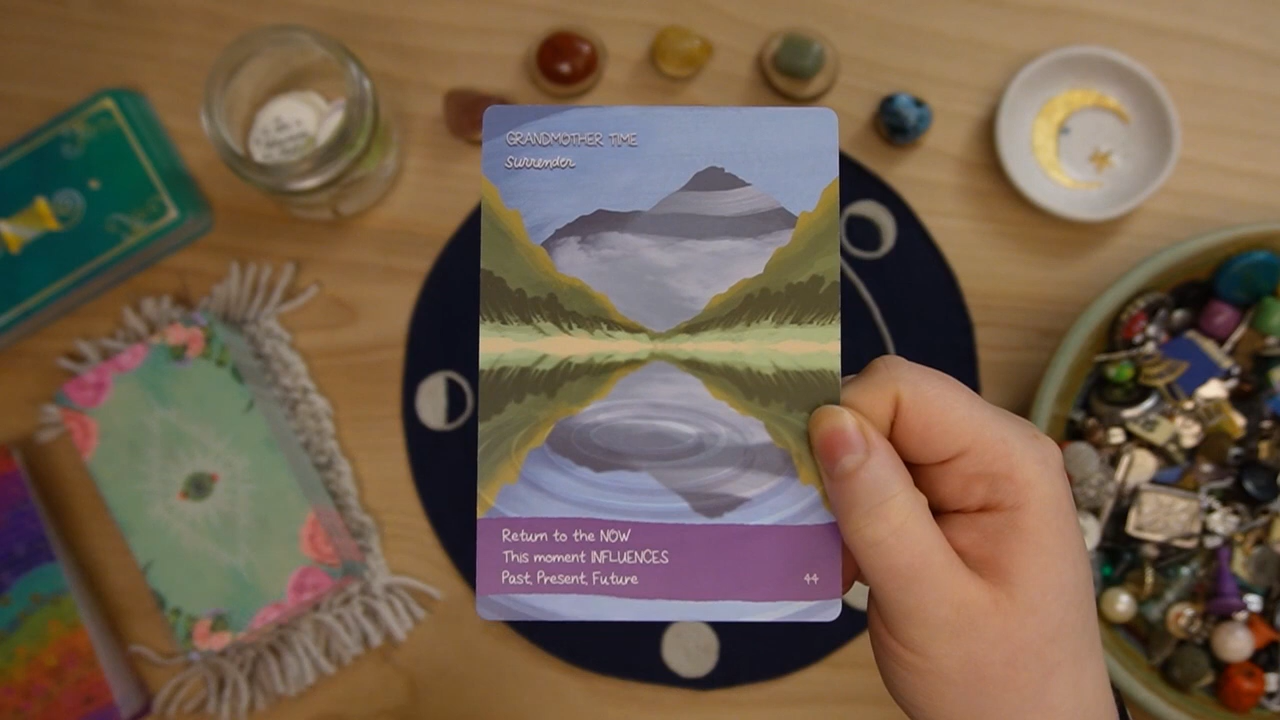 GRANDMOTHER TIME
Surrender
Return to the NOW
This moment INFLUENCES
Past, Present, Future
44